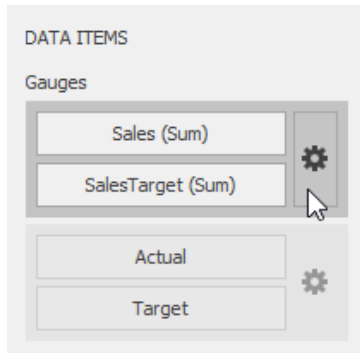 DATA ITEMS
Gauges
Sales (Sum)
SalesTarget (Sum)
Actual
Target